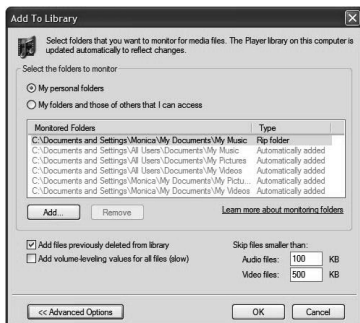 Add To Library
Select folders that you want to monitor for media files. The Player library on this computer is
updated automatically to reflect changes.
Select the folders to monitor
My personal folders
My folders and those of others that I can access
Monitored Folders Type
C:\Documents and Settings\Monica\My Documents\My Music Rip folder
C:\Documents and Settings\All Users\Documents\My Music Automatically added
C:\Documents and Settings\All Users\Documents\My Pictures Automatically added
C:\Documents and Settings\All Users\Documents\My Videos Automatically added
C:\Documents and Settings\Monica\My Documents\My Pictu... Automatically added
C:\Documents and Settings\Monica\My Documents\My Videos Automatically added
Add... Remove Learn more about monitoring folders
Add files previously deleted from library Skip files smaller than:
Add volume-leveling values for all files (slow) Audio files: 100 KB
Video files: 500 KB
<< Advanced Options OK Cancel